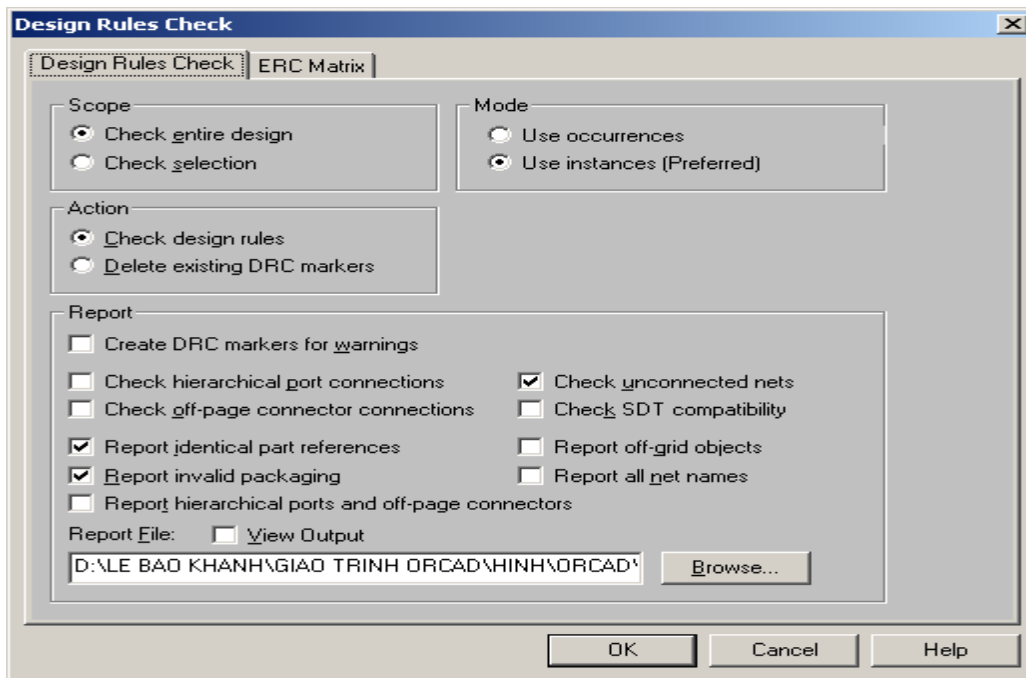 Design Rules Check
Design Rules Check ERC Matrix
Scope
Check entire design
Check selection
Mode
Use occurrences
Use instances (Preferred)
Action
Check design rules
Delete existing DRC markers
Report
Create DRC markers for warnings
Check hierarchical port connections
Check unconnected nets
Check off-page connector connections
Check SDT compatibility
Report identical part references
Report off-grid objects
Report invalid packaging
Report all net names
Report hierarchical ports and off-page connectors
Report File: View Output
D:\LE BAO KHANH\GIAO TRINH ORCAD\HINH\ORCAD\
Browse...
OK Cancel Help